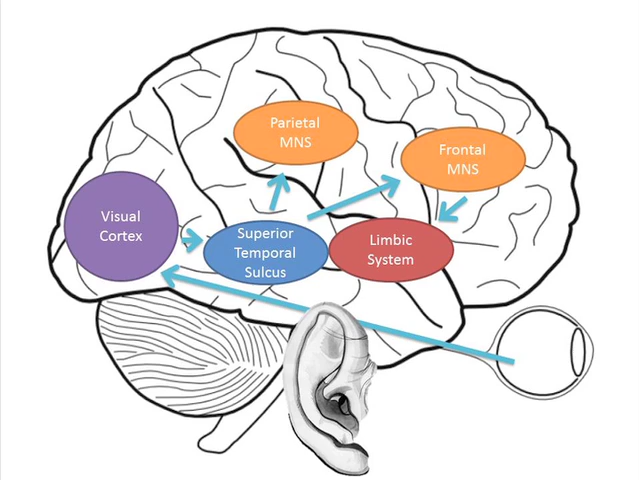 Parietal
MNS
Frontal
MNS
Visual
Cortex
Superior
Temporal
Sulcus
Limbic
System